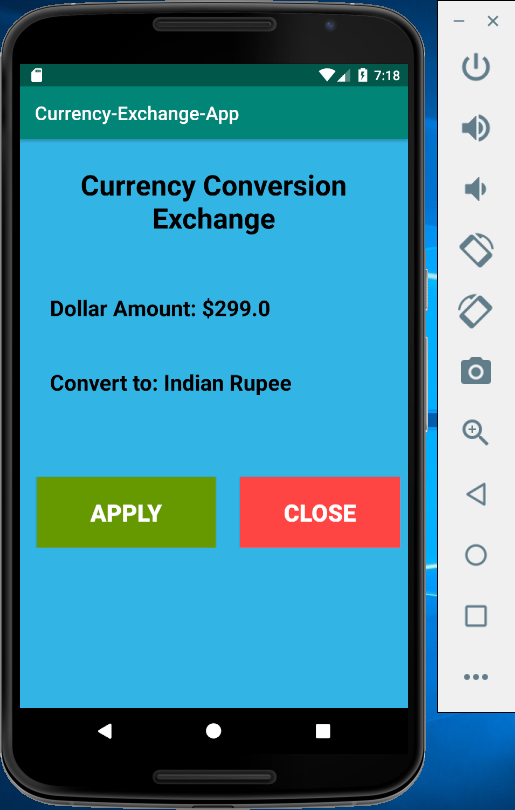 7:18
Currency-Exchange-App
Currency Conversion
Exchange
Dollar Amount: $299.0
Convert to: Indian Rupee
APPLY CLOSE